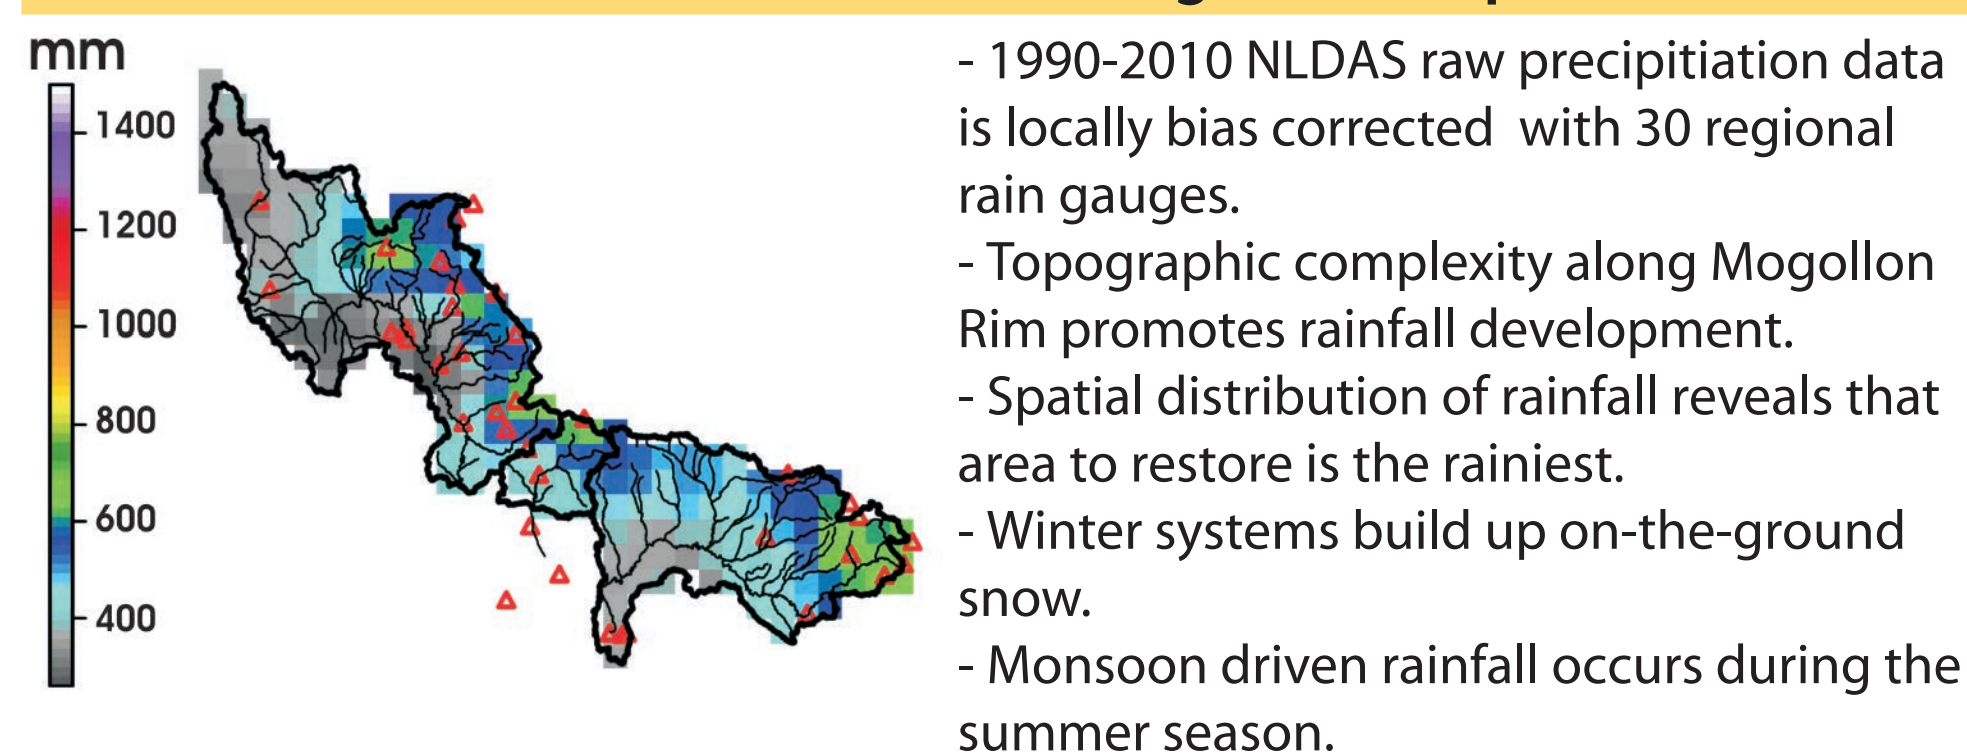 mm
1400
1200
1000
800
600
400
- 1990-2010 NLDAS raw precipitiation data
is locally bias corrected  with 30 regional
rain gauges.
- Topographic complexity along Mogollon
Rim promotes rainfall development.
- Spatial distribution of rainfall reveals that
area to restore is the rainiest.
- Winter systems build up on-the-ground
snow.
- Monsoon driven rainfall occurs during the
summer season.